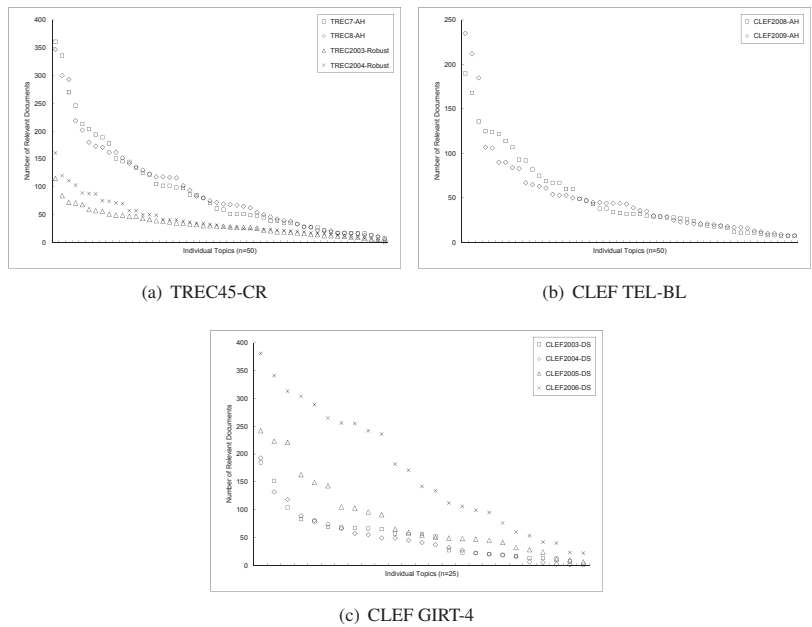 400
350
300
250
200
150
100
50
0
Number of Relevant Documents
Individual Topics (n=50)
TREC7-AH
TREC8-AH
TREC2003-Robust
TREC2004-Robust
(a) TREC45-CR
250
200
150
100
50
0
Number of Relevant Documents
Individual Topics (n=50)
CLEF2008-AH
CLEF2009-AH
(b) CLEF TEL-BL
400
350
300
250
200
150
100
50
0
Number of Relevant Documents
Individual Topics (n=25)
CLEF2003-DS
CLEF2004-DS
CLEF2005-DS
CLEF2006-DS
(c) CLEF GIRT-4